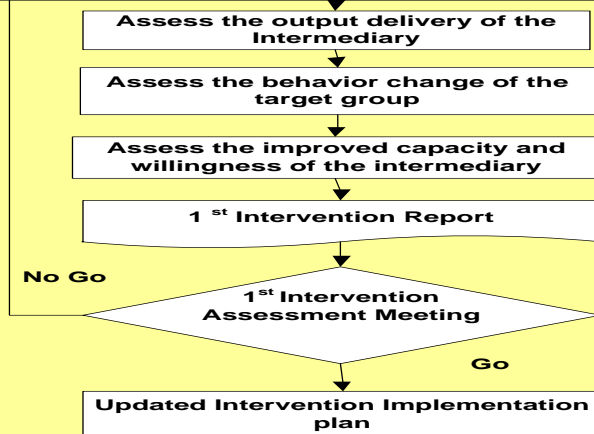 Assess the output delivery of the
Intermediary
Assess the behavior change of the
target group
Assess the improved capacity and
willingness of the intermediary
1 st Intervention Report
No Go
1st Intervention
Assessment Meeting
Go
Updated Intervention Implementation
plan